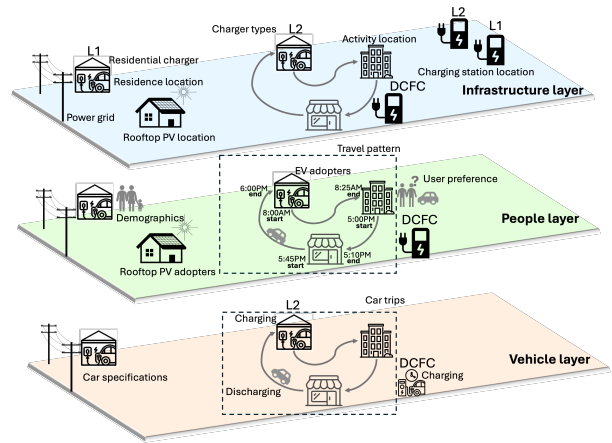 L2
L1
L1
L2
Charger types
Activity location
Residential charger
Residence location
Charging station location
DCFC
Infrastructure layer
Power grid
Rooftop PV location
Travel pattern
EV adopters
User preference
6:00PM
end
8:25AM
end
8:00AM
start
5:00PM
start
Demographics
DCFC
People layer
Rooftop PV adopters
5:45PM
start
5:10PM
end
L2
Car trips
Charging
DCFC
Charging
Vehicle layer
Car specifications
Discharging